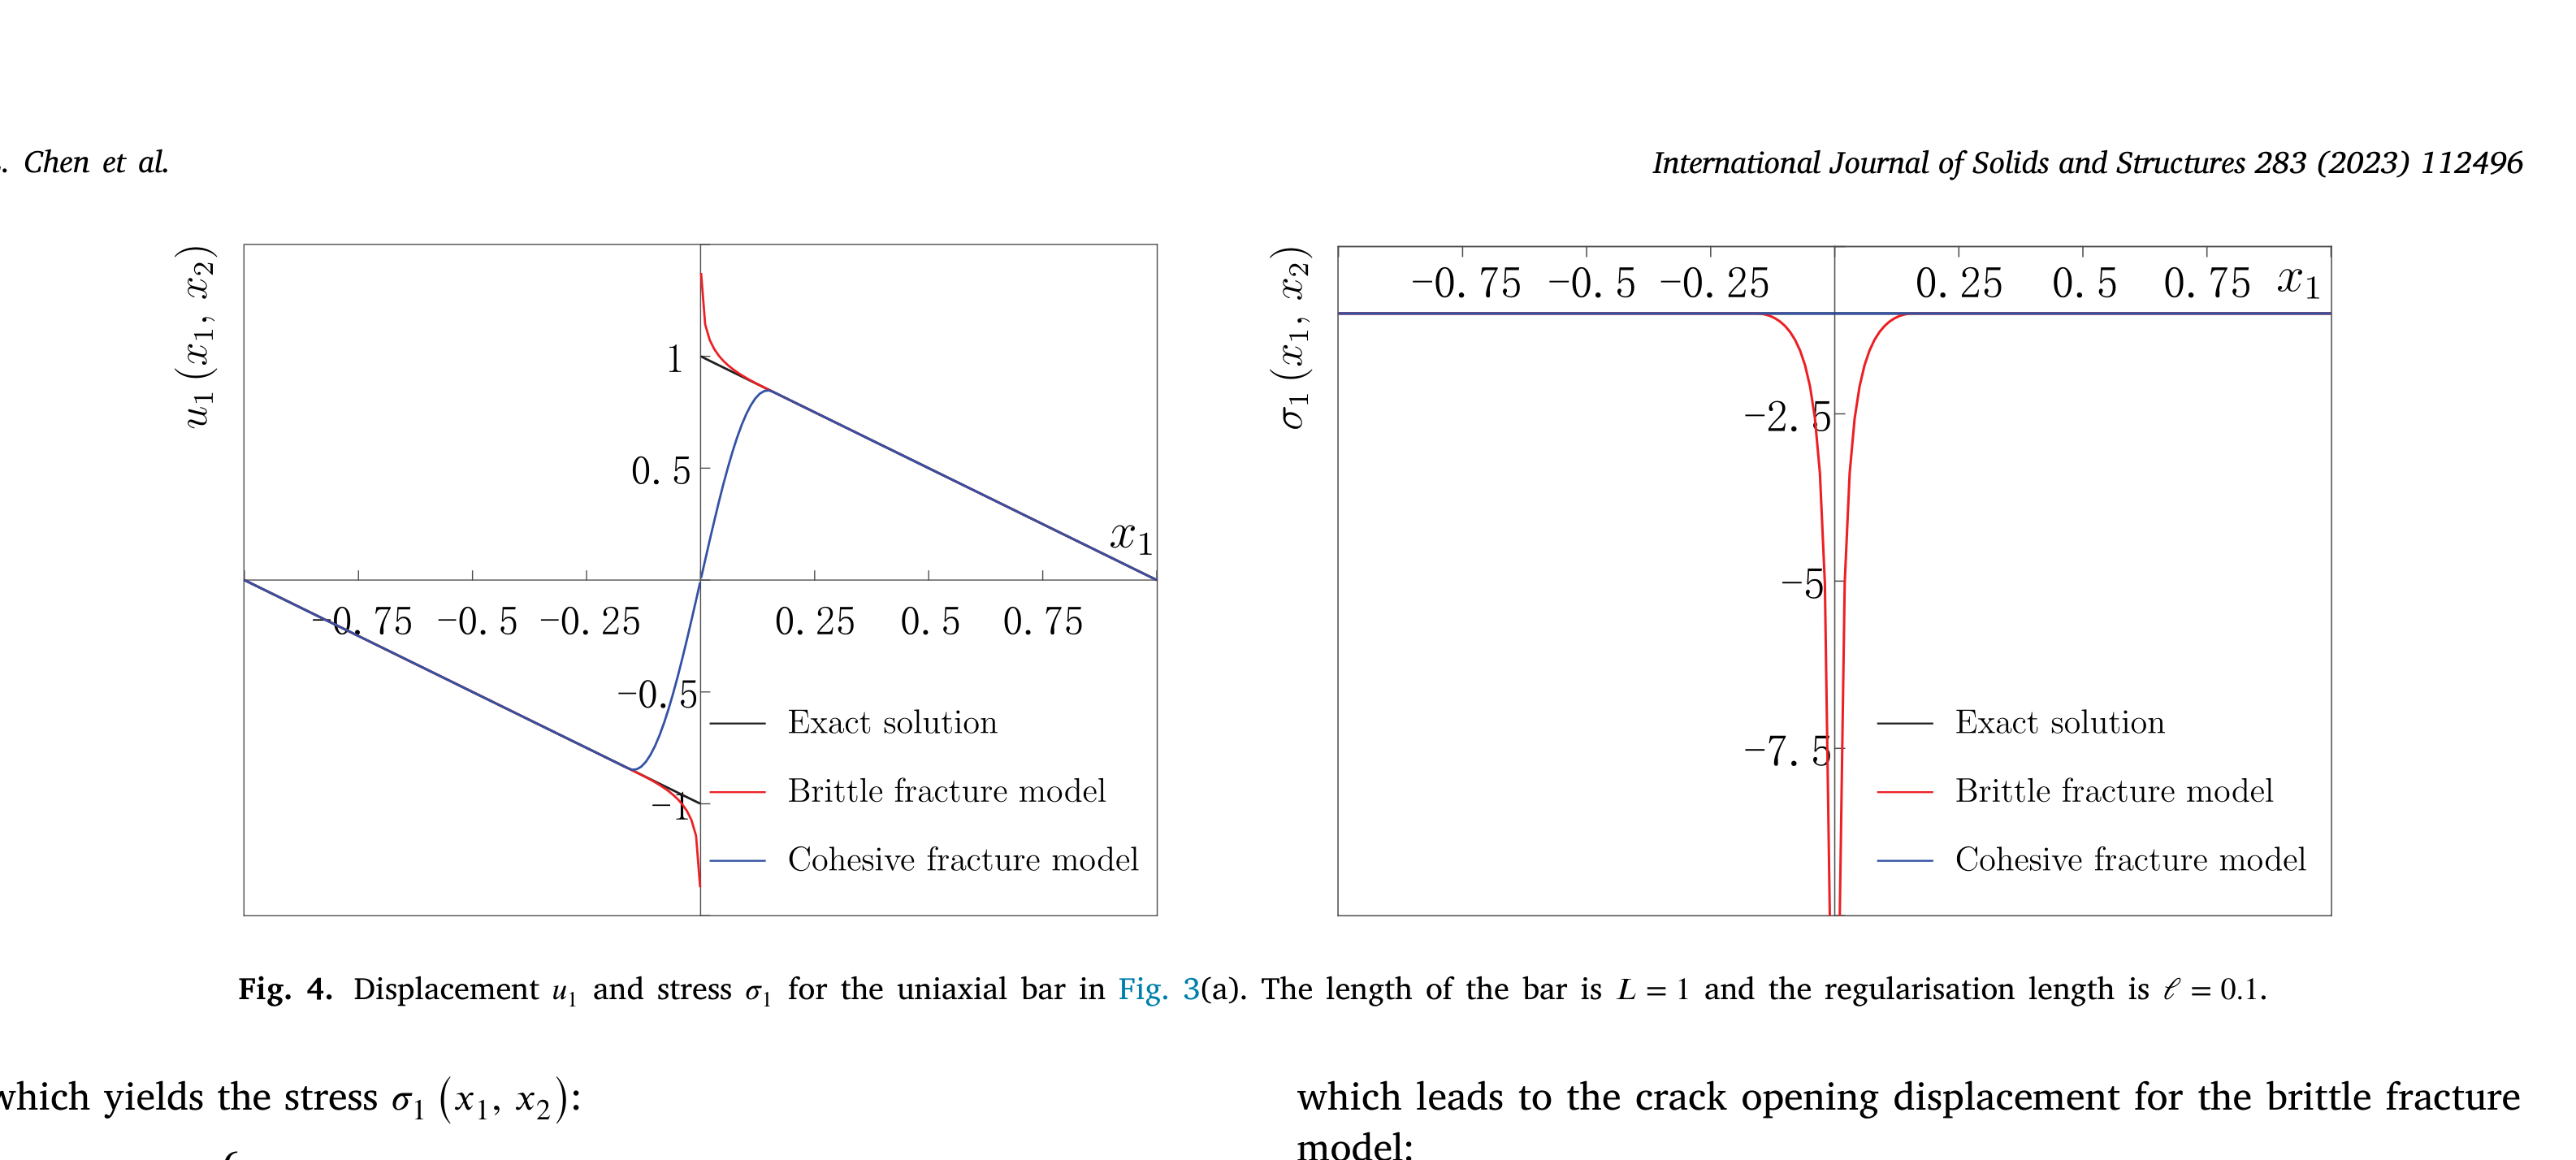 . Chen et al.
International Journal of Solids and Structures 283 (2023) 112496
u₁ (x₁, x₂)
1
0.5
x₁
−0.75 −0.5 −0.25 0.25 0.5 0.75
−0.5
−1
Exact solution
Brittle fracture model
Cohesive fracture model
σ₁ (x₁, x₂)
−0.75 −0.5 −0.25 0.25 0.5 0.75 x₁
−2.5
−5
−7.5
Exact solution
Brittle fracture model
Cohesive fracture model
Fig. 4. Displacement u₁ and stress σ₁ for the uniaxial bar in Fig. 3(a). The length of the bar is L = 1 and the regularisation length is ℓ = 0.1.
which yields the stress σ₁ (x₁, x₂):
which leads to the crack opening displacement for the brittle fracture
model: